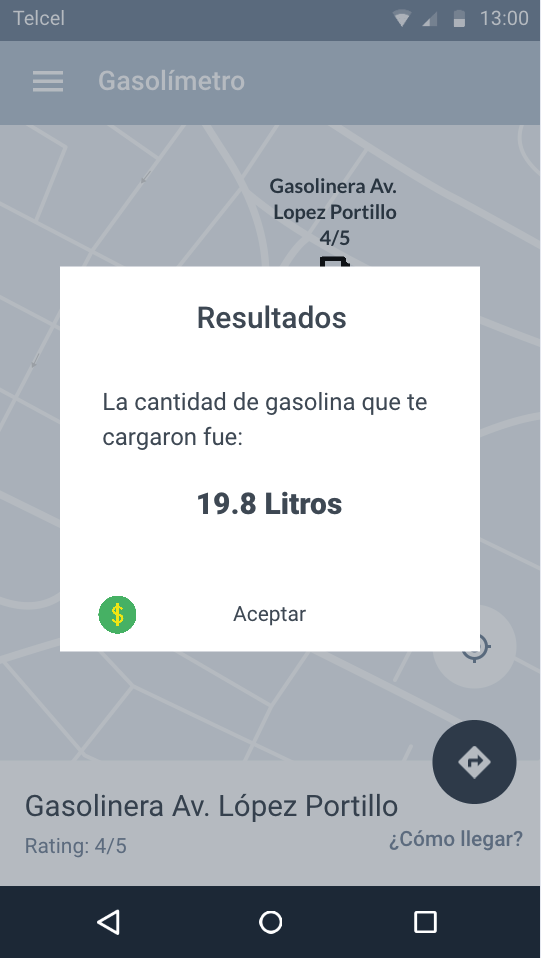 Telcel 13:00
Gasolímetro
Gasolinera Av.
Lopez Portillo
4/5
Resultados
La cantidad de gasolina que te
cargaron fue:
19.8 Litros
$ Aceptar
Gasolinera Av. López Portillo
Rating: 4/5
¿Cómo llegar?